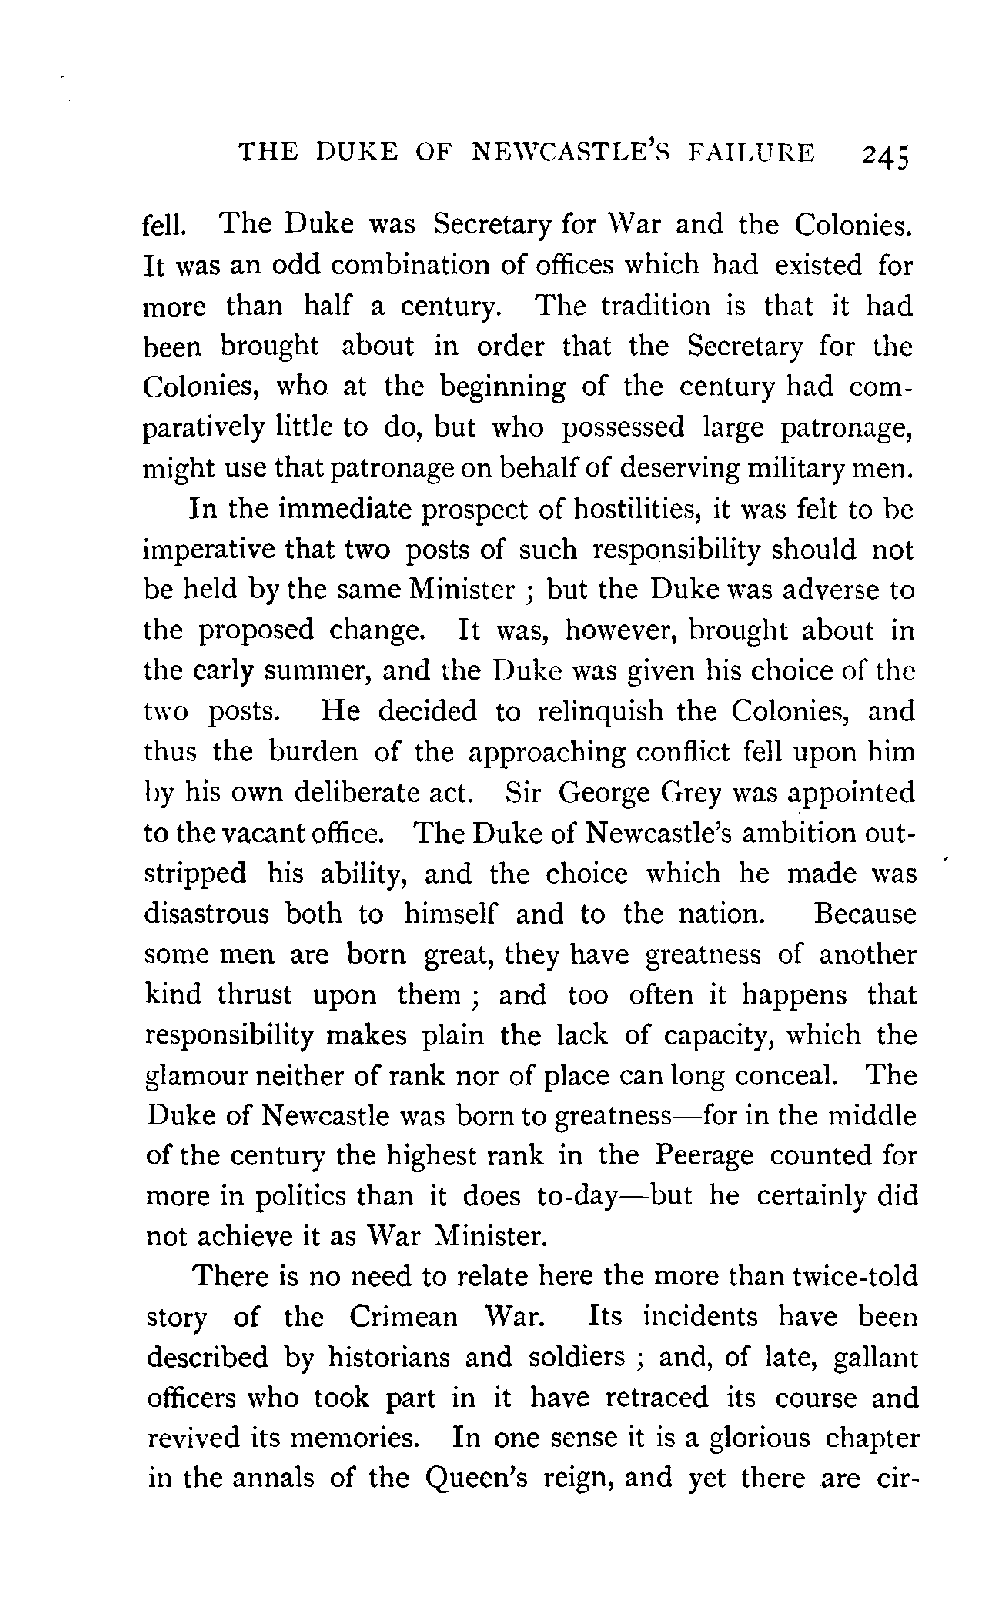 THE DUKE OF NEWCASTLE'S FAILURE 245
fell. The Duke was Secretary for War and the Colonies.
It was an odd combination of offices which had existed for
more than half a century. The tradition is that it had
been brought about in order that the Secretary for the
Colonies, who at the beginning of the century had com-
paratively little to do, but who possessed large patronage,
might use that patronage on behalf of deserving military men.
In the immediate prospect of hostilities, it was felt to be
imperative that two posts of such responsibility should not
be held by the same Minister ; but the Duke was adverse to
the proposed change. It was, however, brought about in
the early summer, and the Duke was given his choice of the
two posts. He decided to relinquish the Colonies, and
thus the burden of the approaching conflict fell upon him
by his own deliberate act. Sir George Grey was appointed
to the vacant office. The Duke of Newcastle's ambition out-
stripped his ability, and the choice which he made was
disastrous both to himself and to the nation. Because
some men are born great, they have greatness of another
kind thrust upon them ; and too often it happens that
responsibility makes plain the lack of capacity, which the
glamour neither of rank nor of place can long conceal. The
Duke of Newcastle was born to greatness—for in the middle
of the century the highest rank in the Peerage counted for
more in politics than it does to-day—but he certainly did
not achieve it as War Minister.
There is no need to relate here the more than twice-told
story of the Crimean War. Its incidents have been
described by historians and soldiers ; and, of late, gallant
officers who took part in it have retraced its course and
revived its memories. In one sense it is a glorious chapter
in the annals of the Queen's reign, and yet there are cir-